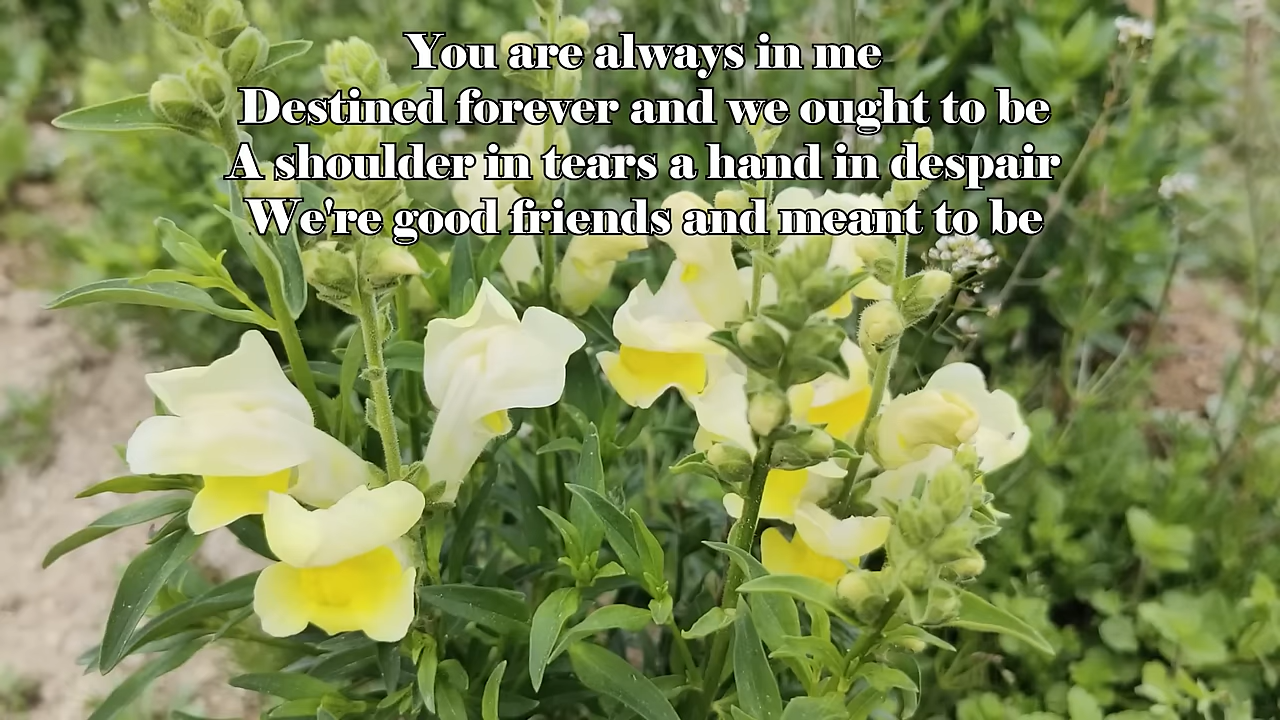 You are always in me
Destined forever and we ought to be
A shoulder in tears a hand in despair
We're good friends and meant to be